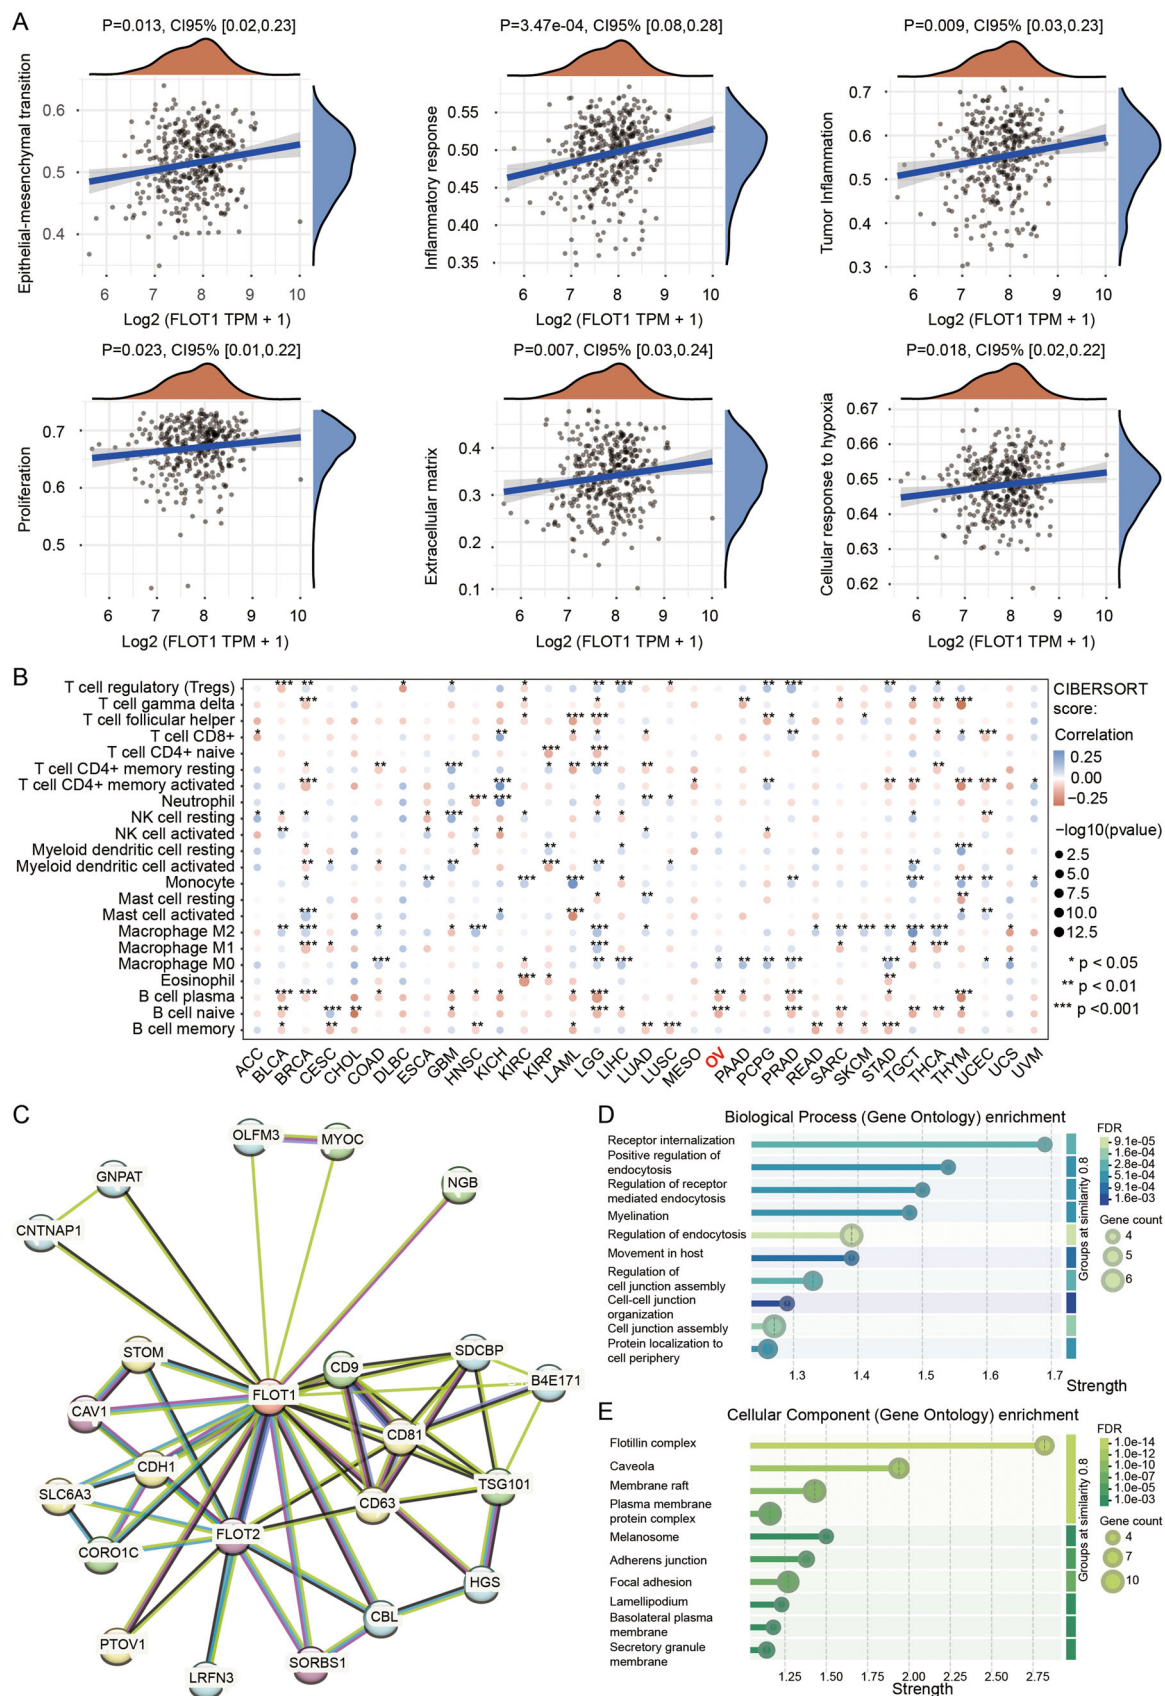 A
P=0.013, CI95% [0.02,0.23]
Epithelial-mesenchymal transition
0.6
0.5
0.4
6 7 8 9 10
Log2 (FLOT1 TPM + 1)
P=3.47e-04, CI95% [0.08,0.28]
Inflammatory response
0.55
0.50
0.45
0.40
0.35
6 7 8 9 10
Log2 (FLOT1 TPM + 1)
P=0.009, CI95% [0.03,0.23]
Tumor Inflammation
0.7
0.6
0.5
0.4
0.3
6 7 8 9 10
Log2 (FLOT1 TPM + 1)
P=0.023, CI95% [0.01,0.22]
Proliferation
0.7
0.6
0.5
6 7 8 9 10
Log2 (FLOT1 TPM + 1)
P=0.007, CI95% [0.03,0.24]
Extracellular matrix
0.4
0.3
0.2
0.1
6 7 8 9 10
Log2 (FLOT1 TPM + 1)
P=0.018, CI95% [0.02,0.22]
Cellular response to hypoxia
0.67
0.66
0.65
0.64
0.63
0.62
6 7 8 9 10
Log2 (FLOT1 TPM + 1)
B
T cell regulatory (Tregs)
T cell gamma delta
T cell follicular helper
T cell CD8+
T cell CD4+ naive
T cell CD4+ memory resting
T cell CD4+ memory activated
Neutrophil
NK cell resting
NK cell activated
Myeloid dendritic cell resting
Myeloid dendritic cell activated
Monocyte
Mast cell resting
Mast cell activated
Macrophage M2
Macrophage M1
Macrophage M0
Eosinophil
B cell plasma
B cell naive
B cell memory
ACC BLCA BRCA CESC CHOL COAD DLBC ESCA GBM HNSC KICH KIRC KIRP LAML LGG LIHC LUAD LUSC MESO OV PAAD PCPG PRAD READ SARC SKCM STAD TGCT THCA THYM UCEC UCS UVM
CIBERSORT
score:
Correlation
0.25
0.00
−0.25
−log10(pvalue)
2.5
5.0
7.5
10.0
12.5
* p < 0.05
** p < 0.01
*** p <0.001
C
OLFM3
MYOC
GNPAT
NGB
CNTNAP1
STOM
CD9
SDCBP
B4E171
FLOT1
CAV1
CD81
CDH1
TSG101
SLC6A3
CD63
FLOT2
CORO1C
HGS
CBL
PTOV1
SORBS1
LRFN3
D
Biological Process (Gene Ontology) enrichment
Receptor internalization
Positive regulation of
endocytosis
Regulation of receptor
mediated endocytosis
Myelination
Regulation of endocytosis
Movement in host
Regulation of
cell junction assembly
Cell-cell junction
organization
Cell junction assembly
Protein localization to
cell periphery
1.3 1.4 1.5 1.6 1.7
Strength
Groups at similarity 0.8
FDR
9.1e-05
1.6e-04
2.8e-04
5.1e-04
9.1e-04
1.6e-03
Gene count
4
5
6
E
Cellular Component (Gene Ontology) enrichment
Flotillin complex
Caveola
Membrane raft
Plasma membrane
protein complex
Melanosome
Adherens junction
Focal adhesion
Lamellipodium
Basolateral plasma
membrane
Secretory granule
membrane
1.25 1.50 1.75 2.00 2.25 2.50 2.75
Strength
Groups at similarity 0.8
FDR
1.0e-14
1.0e-12
1.0e-10
1.0e-07
1.0e-05
1.0e-03
Gene count
4
7
10